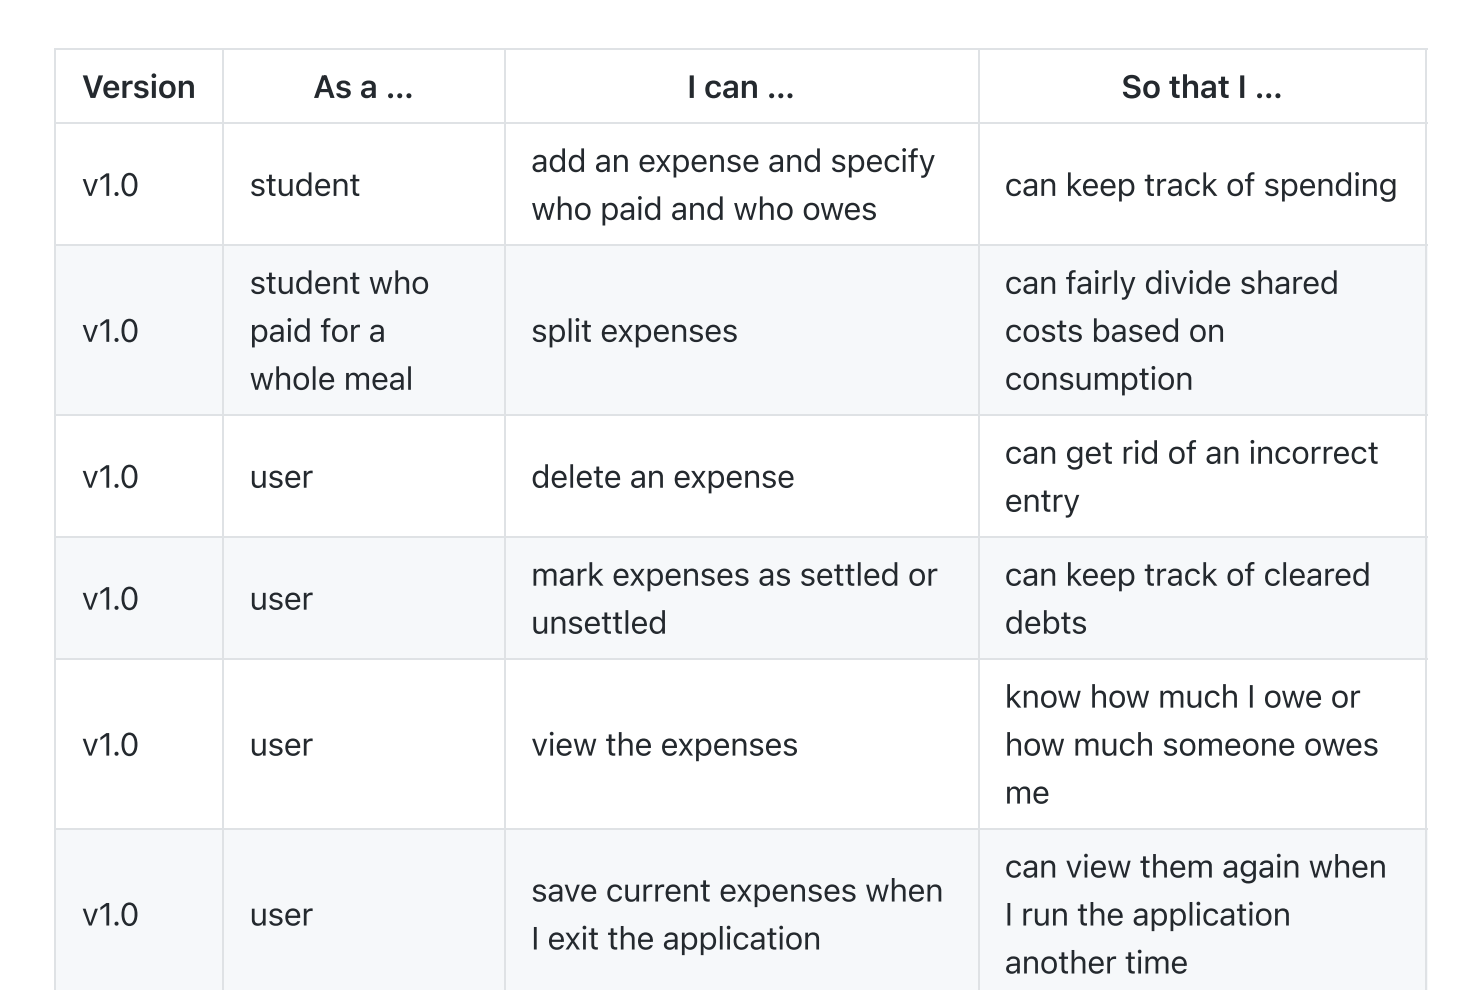 Version As a ... I can ... So that I ...
v1.0 student add an expense and specify who paid and who owes can keep track of spending
v1.0 student who paid for a whole meal split expenses can fairly divide shared costs based on consumption
v1.0 user delete an expense can get rid of an incorrect entry
v1.0 user mark expenses as settled or unsettled can keep track of cleared debts
v1.0 user view the expenses know how much I owe or how much someone owes me
v1.0 user save current expenses when I exit the application can view them again when I run the application another time